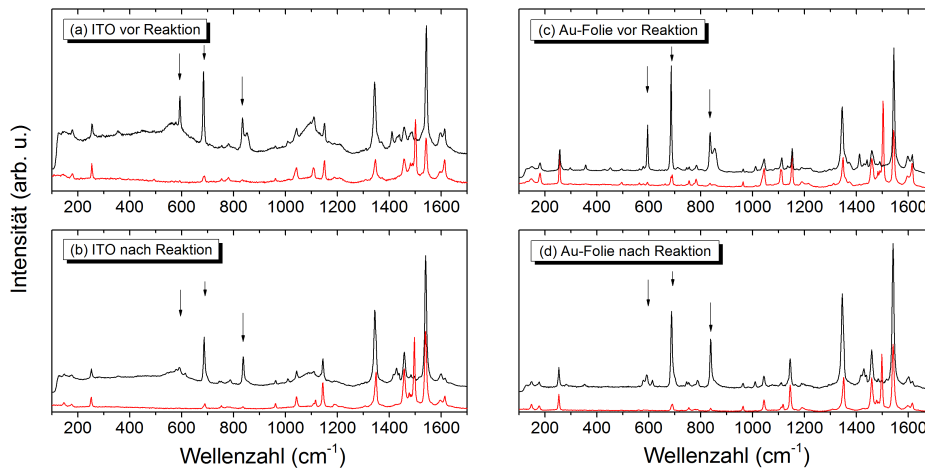 (a) ITO vor Reaktion
(c) Au-Folie vor Reaktion
200 400 600 800 1000 1200 1400 1600
200 400 600 800 1000 1200 1400 1600
Intensität (arb. u.)
(b) ITO nach Reaktion
(d) Au-Folie nach Reaktion
200 400 600 800 1000 1200 1400 1600
200 400 600 800 1000 1200 1400 1600
Wellenzahl (cm⁻¹)
Wellenzahl (cm⁻¹)